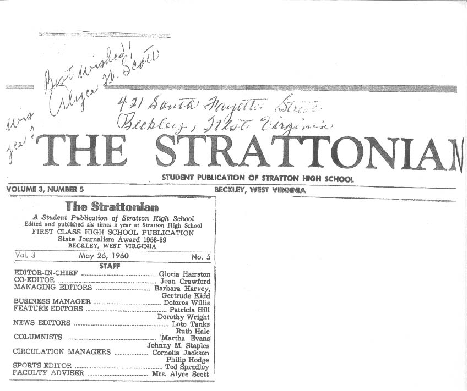 Best wishes!
Alyce W. Scott
421 South Fayette Street
Beckley, West Virginia
THE STRATTONIAN
STUDENT PUBLICATION OF STRATTON HIGH SCHOOL
VOLUME 3, NUMBER 5 BECKLEY, WEST VIRGINIA
The Strattonian
A Student Publication of Stratton High School
Edited and published six times a year at Stratton High School
FIRST CLASS HIGH SCHOOL PUBLICATION
State Journalism Award 1958-59
BECKLEY, WEST VIRGINIA
Vol. 3 May 26, 1960 No. 5
STAFF
EDITOR-IN-CHIEF Gloria Hairston
CO-EDITOR Jean Crawford
MANAGING EDITORS Barbara Harvey,
Gertrude Kidd
BUSINESS MANAGER Delores Willis
FEATURE EDITORS Patricia Hill
Dorothy Wright
NEWS EDITORS Lois Tanks
Ruth Hale
COLUMNISTS Martha Evans
Johnny M. Staples
CIRCULATION MANAGERS Cornelia Jackson
Philip Hodge
SPORTS EDITOR Ted Spradley
FACULTY ADVISER Mrs. Alyce Scott